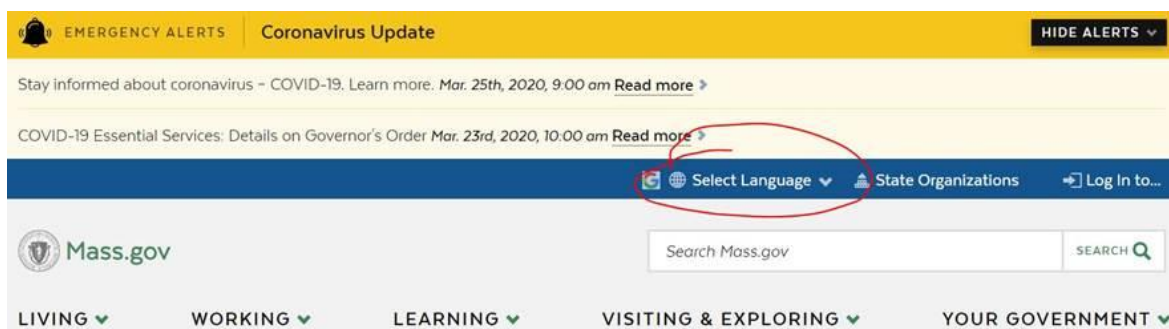 EMERGENCY ALERTS Coronavirus Update HIDE ALERTS
Stay informed about coronavirus – COVID-19. Learn more. Mar. 25th, 2020, 9:00 am Read more
COVID-19 Essential Services: Details on Governor's Order Mar. 23rd, 2020, 10:00 am Read more
G Select Language State Organizations Log In to...
Mass.gov Search Mass.gov SEARCH
LIVING WORKING LEARNING VISITING & EXPLORING YOUR GOVERNMENT